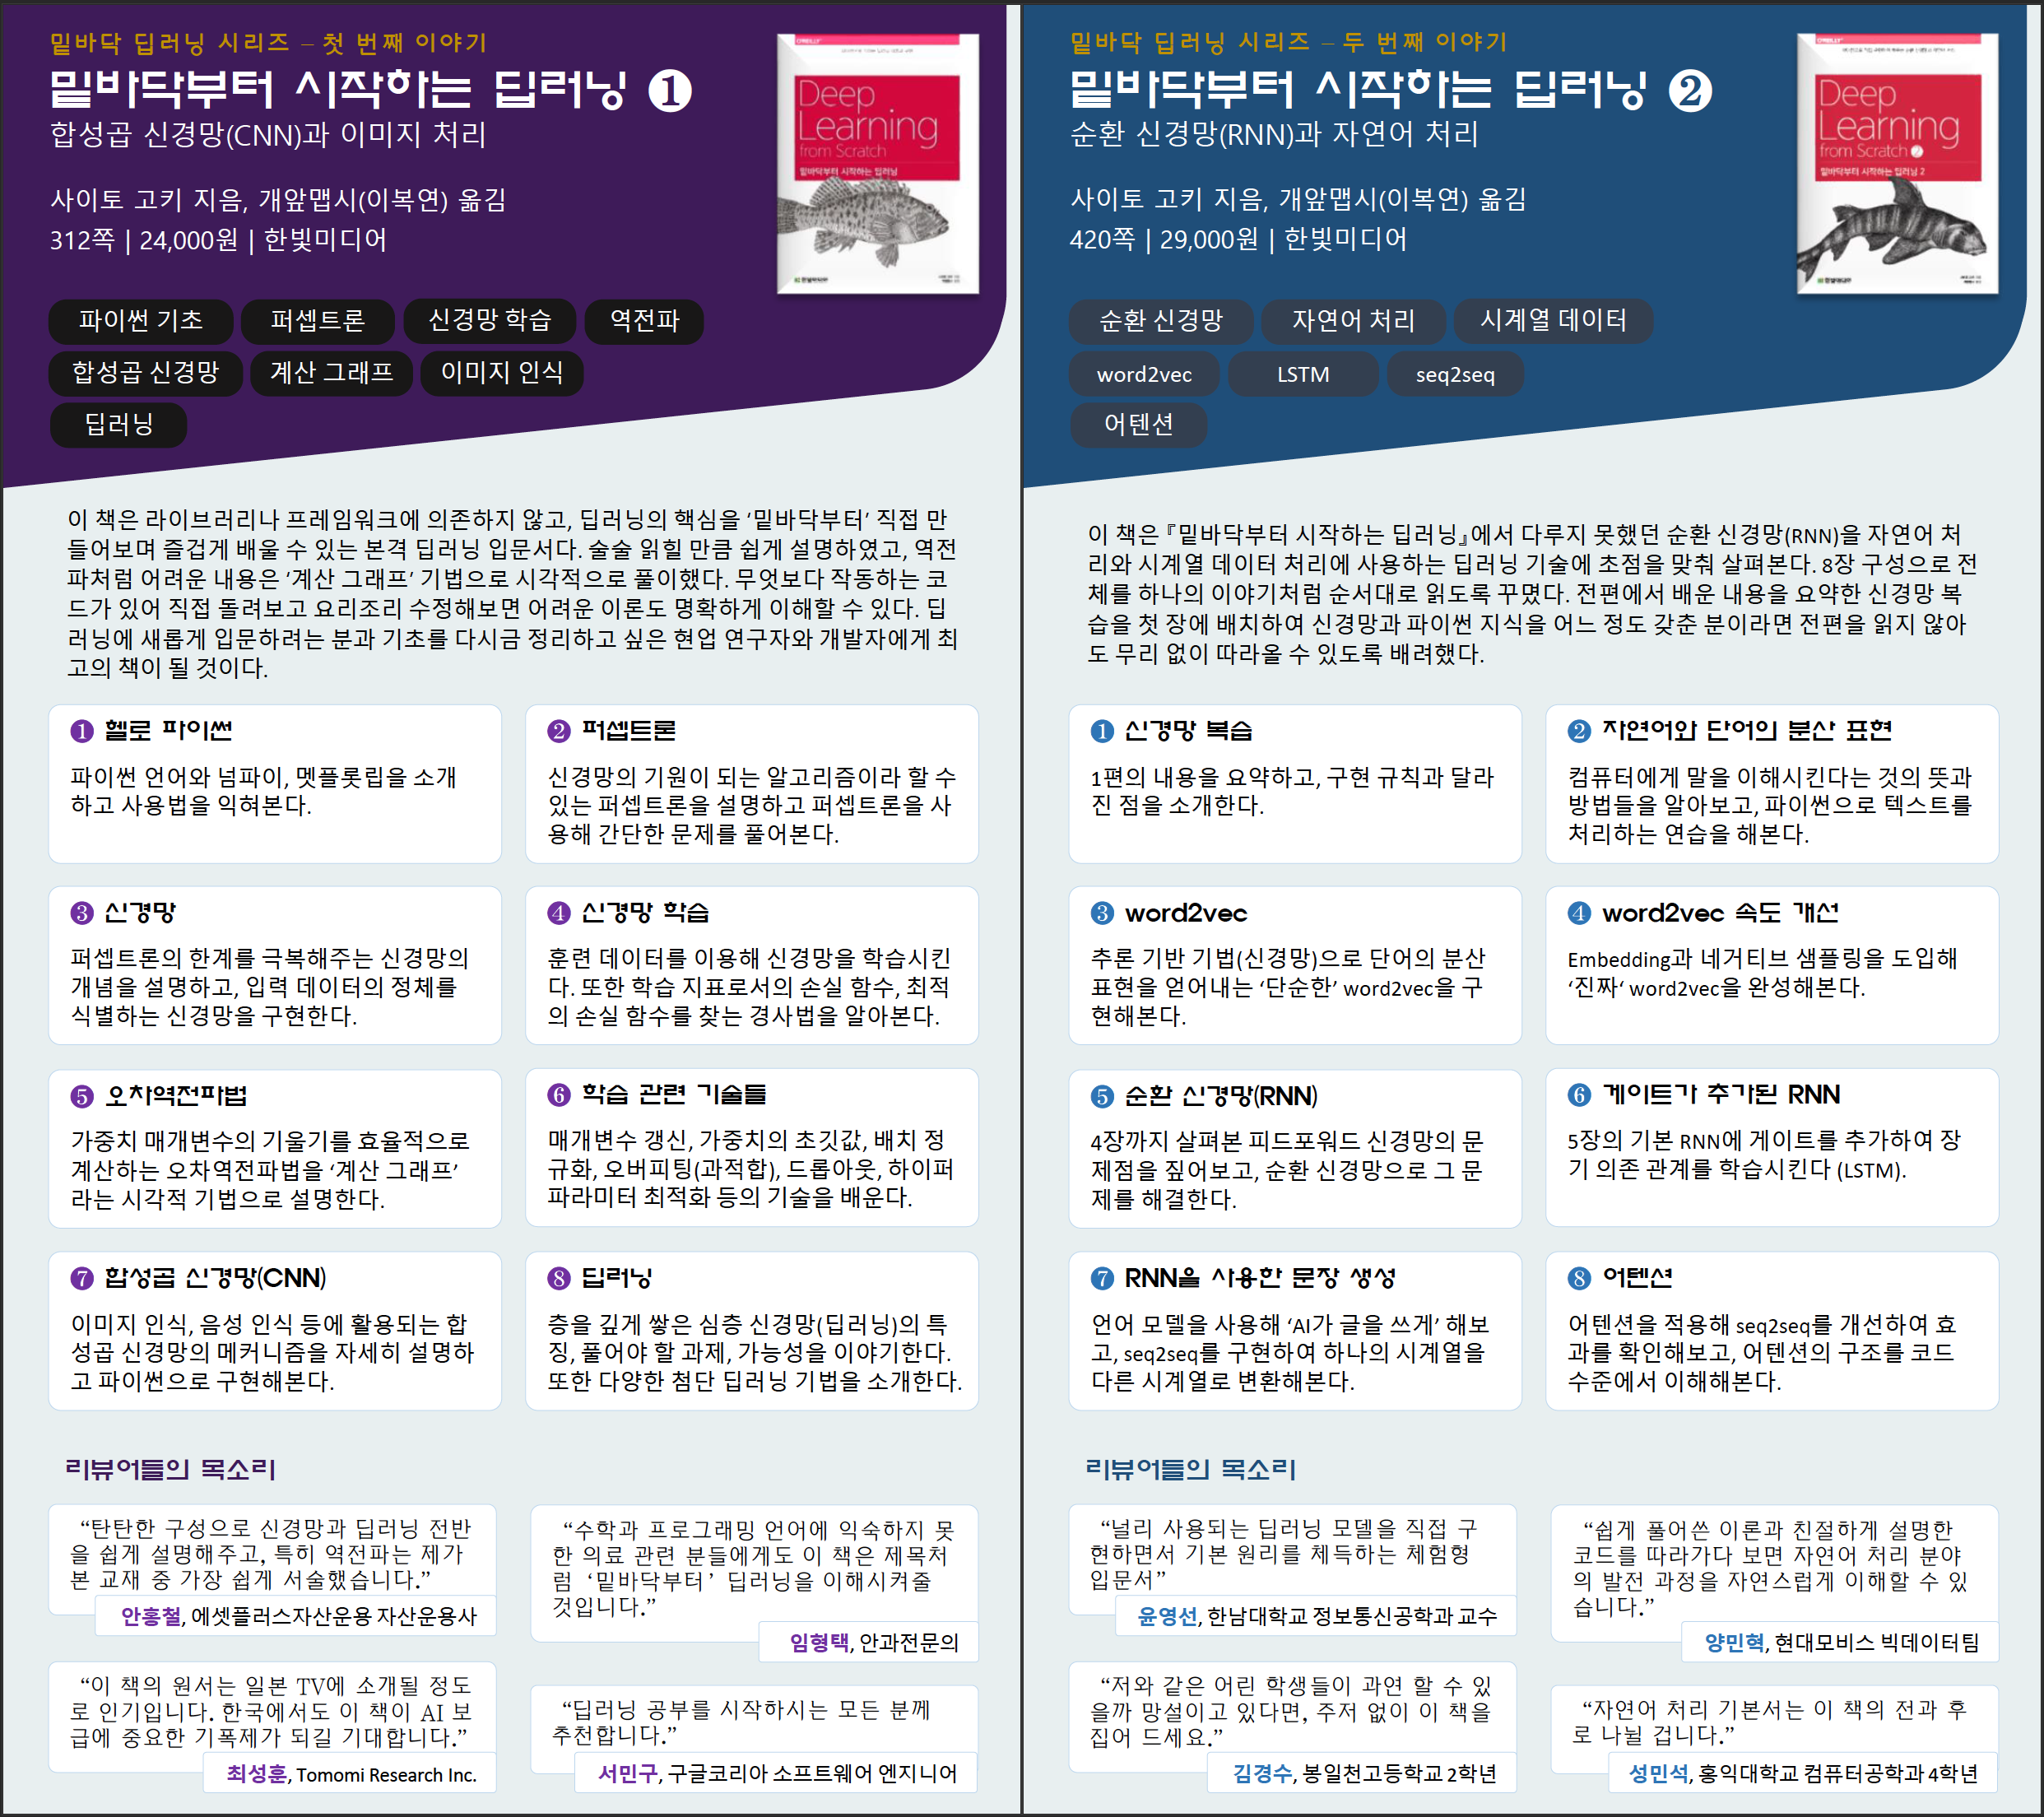 밑바닥 딥러닝 시리즈 – 첫 번째 이야기
밑바닥부터 시작하는 딥러닝 ❶
합성곱 신경망(CNN)과 이미지 처리
사이토 고키 지음, 개앞맵시(이복연) 옮김
312쪽 | 24,000원 | 한빛미디어
O'REILLY
Deep
Learning
from Scratch
밑바닥부터 시작하는 딥러닝
한빛미디어
파이썬 기초
퍼셉트론
신경망 학습
역전파
합성곱 신경망
계산 그래프
이미지 인식
딥러닝
이 책은 라이브러리나 프레임워크에 의존하지 않고, 딥러닝의 핵심을 ‘밑바닥부터’ 직접 만
들어보며 즐겁게 배울 수 있는 본격 딥러닝 입문서다. 술술 읽힐 만큼 쉽게 설명하였고, 역전
파처럼 어려운 내용은 ‘계산 그래프’ 기법으로 시각적으로 풀이했다. 무엇보다 작동하는 코
드가 있어 직접 돌려보고 요리조리 수정해보면 어려운 이론도 명확하게 이해할 수 있다. 딥
러닝에 새롭게 입문하려는 분과 기초를 다시금 정리하고 싶은 현업 연구자와 개발자에게 최
고의 책이 될 것이다.
❶ 헬로 파이썬
파이썬 언어와 넘파이, 멧플롯립을 소개
하고 사용법을 익혀본다.
❷ 퍼셉트론
신경망의 기원이 되는 알고리즘이라 할 수
있는 퍼셉트론을 설명하고 퍼셉트론을 사
용해 간단한 문제를 풀어본다.
❸ 신경망
퍼셉트론의 한계를 극복해주는 신경망의
개념을 설명하고, 입력 데이터의 정체를
식별하는 신경망을 구현한다.
❹ 신경망 학습
훈련 데이터를 이용해 신경망을 학습시킨
다. 또한 학습 지표로서의 손실 함수, 최적
의 손실 함수를 찾는 경사법을 알아본다.
❺ 오차역전파법
가중치 매개변수의 기울기를 효율적으로
계산하는 오차역전파법을 ‘계산 그래프’
라는 시각적 기법으로 설명한다.
❻ 학습 관련 기술들
매개변수 갱신, 가중치의 초깃값, 배치 정
규화, 오버피팅(과적합), 드롭아웃, 하이퍼
파라미터 최적화 등의 기술을 배운다.
❼ 합성곱 신경망(CNN)
이미지 인식, 음성 인식 등에 활용되는 합
성곱 신경망의 메커니즘을 자세히 설명하
고 파이썬으로 구현해본다.
❽ 딥러닝
층을 깊게 쌓은 심층 신경망(딥러닝)의 특
징, 풀어야 할 과제, 가능성을 이야기한다.
또한 다양한 첨단 딥러닝 기법을 소개한다.
리뷰어들의 목소리
“탄탄한 구성으로 신경망과 딥러닝 전반
을 쉽게 설명해주고, 특히 역전파는 제가
본 교재 중 가장 쉽게 서술했습니다.”
안홍철, 에셋플러스자산운용 자산운용사
“수학과 프로그래밍 언어에 익숙하지 못
한 의료 관련 분들에게도 이 책은 제목처
럼 ‘밑바닥부터’ 딥러닝을 이해시켜줄
것입니다.”
임형택, 안과전문의
“이 책의 원서는 일본 TV에 소개될 정도
로 인기입니다. 한국에서도 이 책이 AI 보
급에 중요한 기폭제가 되길 기대합니다.”
최성훈, Tomomi Research Inc.
“딥러닝 공부를 시작하시는 모든 분께
추천합니다.”
서민구, 구글코리아 소프트웨어 엔지니어
밑바닥 딥러닝 시리즈 – 두 번째 이야기
밑바닥부터 시작하는 딥러닝 ❷
순환 신경망(RNN)과 자연어 처리
사이토 고키 지음, 개앞맵시(이복연) 옮김
420쪽 | 29,000원 | 한빛미디어
O'REILLY
Deep
Learning
from Scratch 2
밑바닥부터 시작하는 딥러닝 2
한빛미디어
순환 신경망
자연어 처리
시계열 데이터
word2vec
LSTM
seq2seq
어텐션
이 책은 『밑바닥부터 시작하는 딥러닝』에서 다루지 못했던 순환 신경망(RNN)을 자연어 처
리와 시계열 데이터 처리에 사용하는 딥러닝 기술에 초점을 맞춰 살펴본다. 8장 구성으로 전
체를 하나의 이야기처럼 순서대로 읽도록 꾸몄다. 전편에서 배운 내용을 요약한 신경망 복
습을 첫 장에 배치하여 신경망과 파이썬 지식을 어느 정도 갖춘 분이라면 전편을 읽지 않아
도 무리 없이 따라올 수 있도록 배려했다.
❶ 신경망 복습
1편의 내용을 요약하고, 구현 규칙과 달라
진 점을 소개한다.
❷ 자연어와 단어의 분산 표현
컴퓨터에게 말을 이해시킨다는 것의 뜻과
방법들을 알아보고, 파이썬으로 텍스트를
처리하는 연습을 해본다.
❸ word2vec
추론 기반 기법(신경망)으로 단어의 분산
표현을 얻어내는 ‘단순한’ word2vec을 구
현해본다.
❹ word2vec 속도 개선
Embedding과 네거티브 샘플링을 도입해
‘진짜‘ word2vec을 완성해본다.
❺ 순환 신경망(RNN)
4장까지 살펴본 피드포워드 신경망의 문
제점을 짚어보고, 순환 신경망으로 그 문
제를 해결한다.
❻ 게이트가 추가된 RNN
5장의 기본 RNN에 게이트를 추가하여 장
기 의존 관계를 학습시킨다 (LSTM).
❼ RNN을 사용한 문장 생성
언어 모델을 사용해 ‘AI가 글을 쓰게’ 해보
고, seq2seq를 구현하여 하나의 시계열을
다른 시계열로 변환해본다.
❽ 어텐션
어텐션을 적용해 seq2seq를 개선하여 효
과를 확인해보고, 어텐션의 구조를 코드
수준에서 이해해본다.
리뷰어들의 목소리
“널리 사용되는 딥러닝 모델을 직접 구
현하면서 기본 원리를 체득하는 체험형
입문서”
윤영선, 한남대학교 정보통신공학과 교수
“쉽게 풀어쓴 이론과 친절하게 설명한
코드를 따라가다 보면 자연어 처리 분야
의 발전 과정을 자연스럽게 이해할 수 있
습니다.”
양민혁, 현대모비스 빅데이터팀
“저와 같은 어린 학생들이 과연 할 수 있
을까 망설이고 있다면, 주저 없이 이 책을
집어 드세요.”
김경수, 봉일천고등학교 2학년
“자연어 처리 기본서는 이 책의 전과 후
로 나뉠 겁니다.”
성민석, 홍익대학교 컴퓨터공학과 4학년